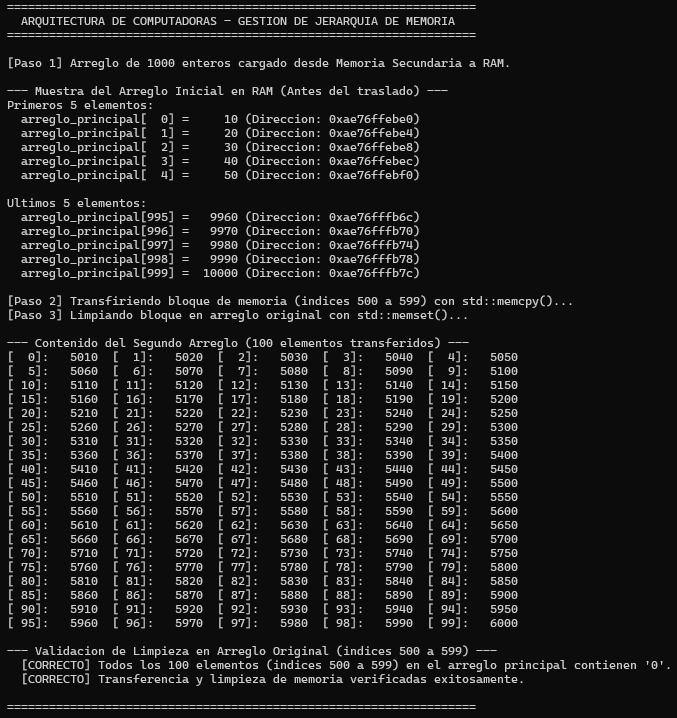 ===================================================================
  ARQUITECTURA DE COMPUTADORAS - GESTION DE JERARQUIA DE MEMORIA
===================================================================

[Paso 1] Arreglo de 1000 enteros cargado desde Memoria Secundaria a RAM.

--- Muestra del Arreglo Inicial en RAM (Antes del traslado) ---
Primeros 5 elementos:
  arreglo_principal[  0] =     10 (Direccion: 0xae76ffebe0)
  arreglo_principal[  1] =     20 (Direccion: 0xae76ffebe4)
  arreglo_principal[  2] =     30 (Direccion: 0xae76ffebe8)
  arreglo_principal[  3] =     40 (Direccion: 0xae76ffebec)
  arreglo_principal[  4] =     50 (Direccion: 0xae76ffebf0)

Ultimos 5 elementos:
  arreglo_principal[995] =   9960 (Direccion: 0xae76fffb6c)
  arreglo_principal[996] =   9970 (Direccion: 0xae76fffb70)
  arreglo_principal[997] =   9980 (Direccion: 0xae76fffb74)
  arreglo_principal[998] =   9990 (Direccion: 0xae76fffb78)
  arreglo_principal[999] =  10000 (Direccion: 0xae76fffb7c)

[Paso 2] Transfiriendo bloque de memoria (indices 500 a 599) con std::memcpy()...
[Paso 3] Limpiando bloque en arreglo original con std::memset()...

--- Contenido del Segundo Arreglo (100 elementos transferidos) ---
[  0]:   5010  [  1]:   5020  [  2]:   5030  [  3]:   5040  [  4]:   5050
[  5]:   5060  [  6]:   5070  [  7]:   5080  [  8]:   5090  [  9]:   5100
[ 10]:   5110  [ 11]:   5120  [ 12]:   5130  [ 13]:   5140  [ 14]:   5150
[ 15]:   5160  [ 16]:   5170  [ 17]:   5180  [ 18]:   5190  [ 19]:   5200
[ 20]:   5210  [ 21]:   5220  [ 22]:   5230  [ 23]:   5240  [ 24]:   5250
[ 25]:   5260  [ 26]:   5270  [ 27]:   5280  [ 28]:   5290  [ 29]:   5300
[ 30]:   5310  [ 31]:   5320  [ 32]:   5330  [ 33]:   5340  [ 34]:   5350
[ 35]:   5360  [ 36]:   5370  [ 37]:   5380  [ 38]:   5390  [ 39]:   5400
[ 40]:   5410  [ 41]:   5420  [ 42]:   5430  [ 43]:   5440  [ 44]:   5450
[ 45]:   5460  [ 46]:   5470  [ 47]:   5480  [ 48]:   5490  [ 49]:   5500
[ 50]:   5510  [ 51]:   5520  [ 52]:   5530  [ 53]:   5540  [ 54]:   5550
[ 55]:   5560  [ 56]:   5570  [ 57]:   5580  [ 58]:   5590  [ 59]:   5600
[ 60]:   5610  [ 61]:   5620  [ 62]:   5630  [ 63]:   5640  [ 64]:   5650
[ 65]:   5660  [ 66]:   5670  [ 67]:   5680  [ 68]:   5690  [ 69]:   5700
[ 70]:   5710  [ 71]:   5720  [ 72]:   5730  [ 73]:   5740  [ 74]:   5750
[ 75]:   5760  [ 76]:   5770  [ 77]:   5780  [ 78]:   5790  [ 79]:   5800
[ 80]:   5810  [ 81]:   5820  [ 82]:   5830  [ 83]:   5840  [ 84]:   5850
[ 85]:   5860  [ 86]:   5870  [ 87]:   5880  [ 88]:   5890  [ 89]:   5900
[ 90]:   5910  [ 91]:   5920  [ 92]:   5930  [ 93]:   5940  [ 94]:   5950
[ 95]:   5960  [ 96]:   5970  [ 97]:   5980  [ 98]:   5990  [ 99]:   6000

--- Validacion de Limpieza en Arreglo Original (indices 500 a 599) ---
  [CORRECTO] Todos los 100 elementos (indices 500 a 599) en el arreglo principal contienen '0'.
  [CORRECTO] Transferencia y limpieza de memoria verificadas exitosamente.

===================================================================